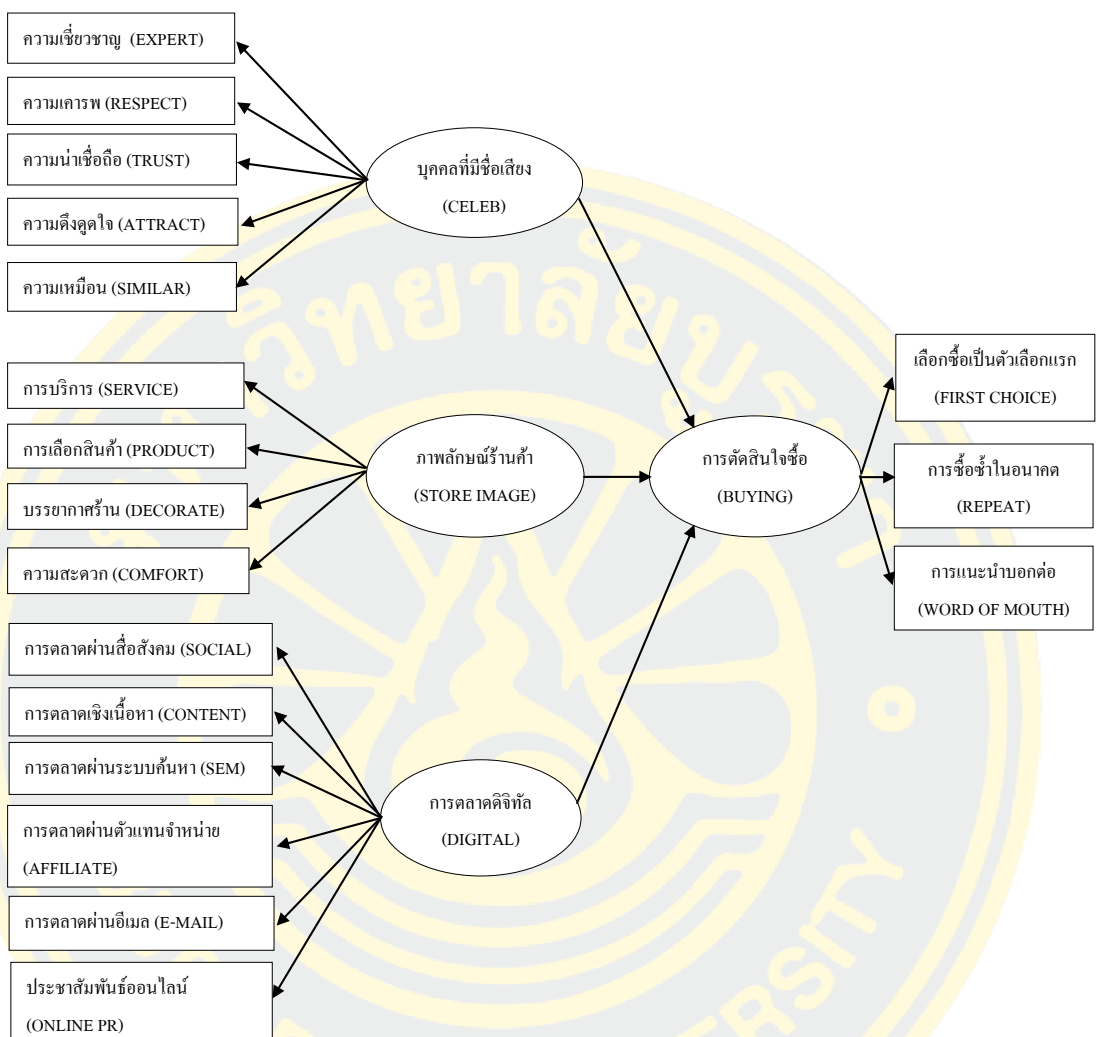 ความเชี่ยวชาญ (EXPERT)
ความเคารพ (RESPECT)
ความน่าเชื่อถือ (TRUST)
ความดึงดูดใจ (ATTRACT)
ความเหมือน (SIMILAR)
บุคคลที่มีชื่อเสียง
(CELEB)
การบริการ (SERVICE)
การเลือกสินค้า (PRODUCT)
บรรยากาศร้าน (DECORATE)
ความสะดวก (COMFORT)
ภาพลักษณ์ร้านค้า
(STORE IMAGE)
การตัดสินใจซื้อ
(BUYING)
เลือกซื้อเป็นตัวเลือกแรก
(FIRST CHOICE)
การซื้อซ้ำในอนาคต
(REPEAT)
การแนะนำบอกต่อ
(WORD OF MOUTH)
การตลาดผ่านสื่อสังคม (SOCIAL)
การตลาดเชิงเนื้อหา (CONTENT)
การตลาดผ่านระบบค้นหา (SEM)
การตลาดผ่านตัวแทนจำหน่าย
(AFFILIATE)
การตลาดผ่านอีเมล (E-MAIL)
ประชาสัมพันธ์ออนไลน์
(ONLINE PR)
การตลาดดิจิทัล
(DIGITAL)